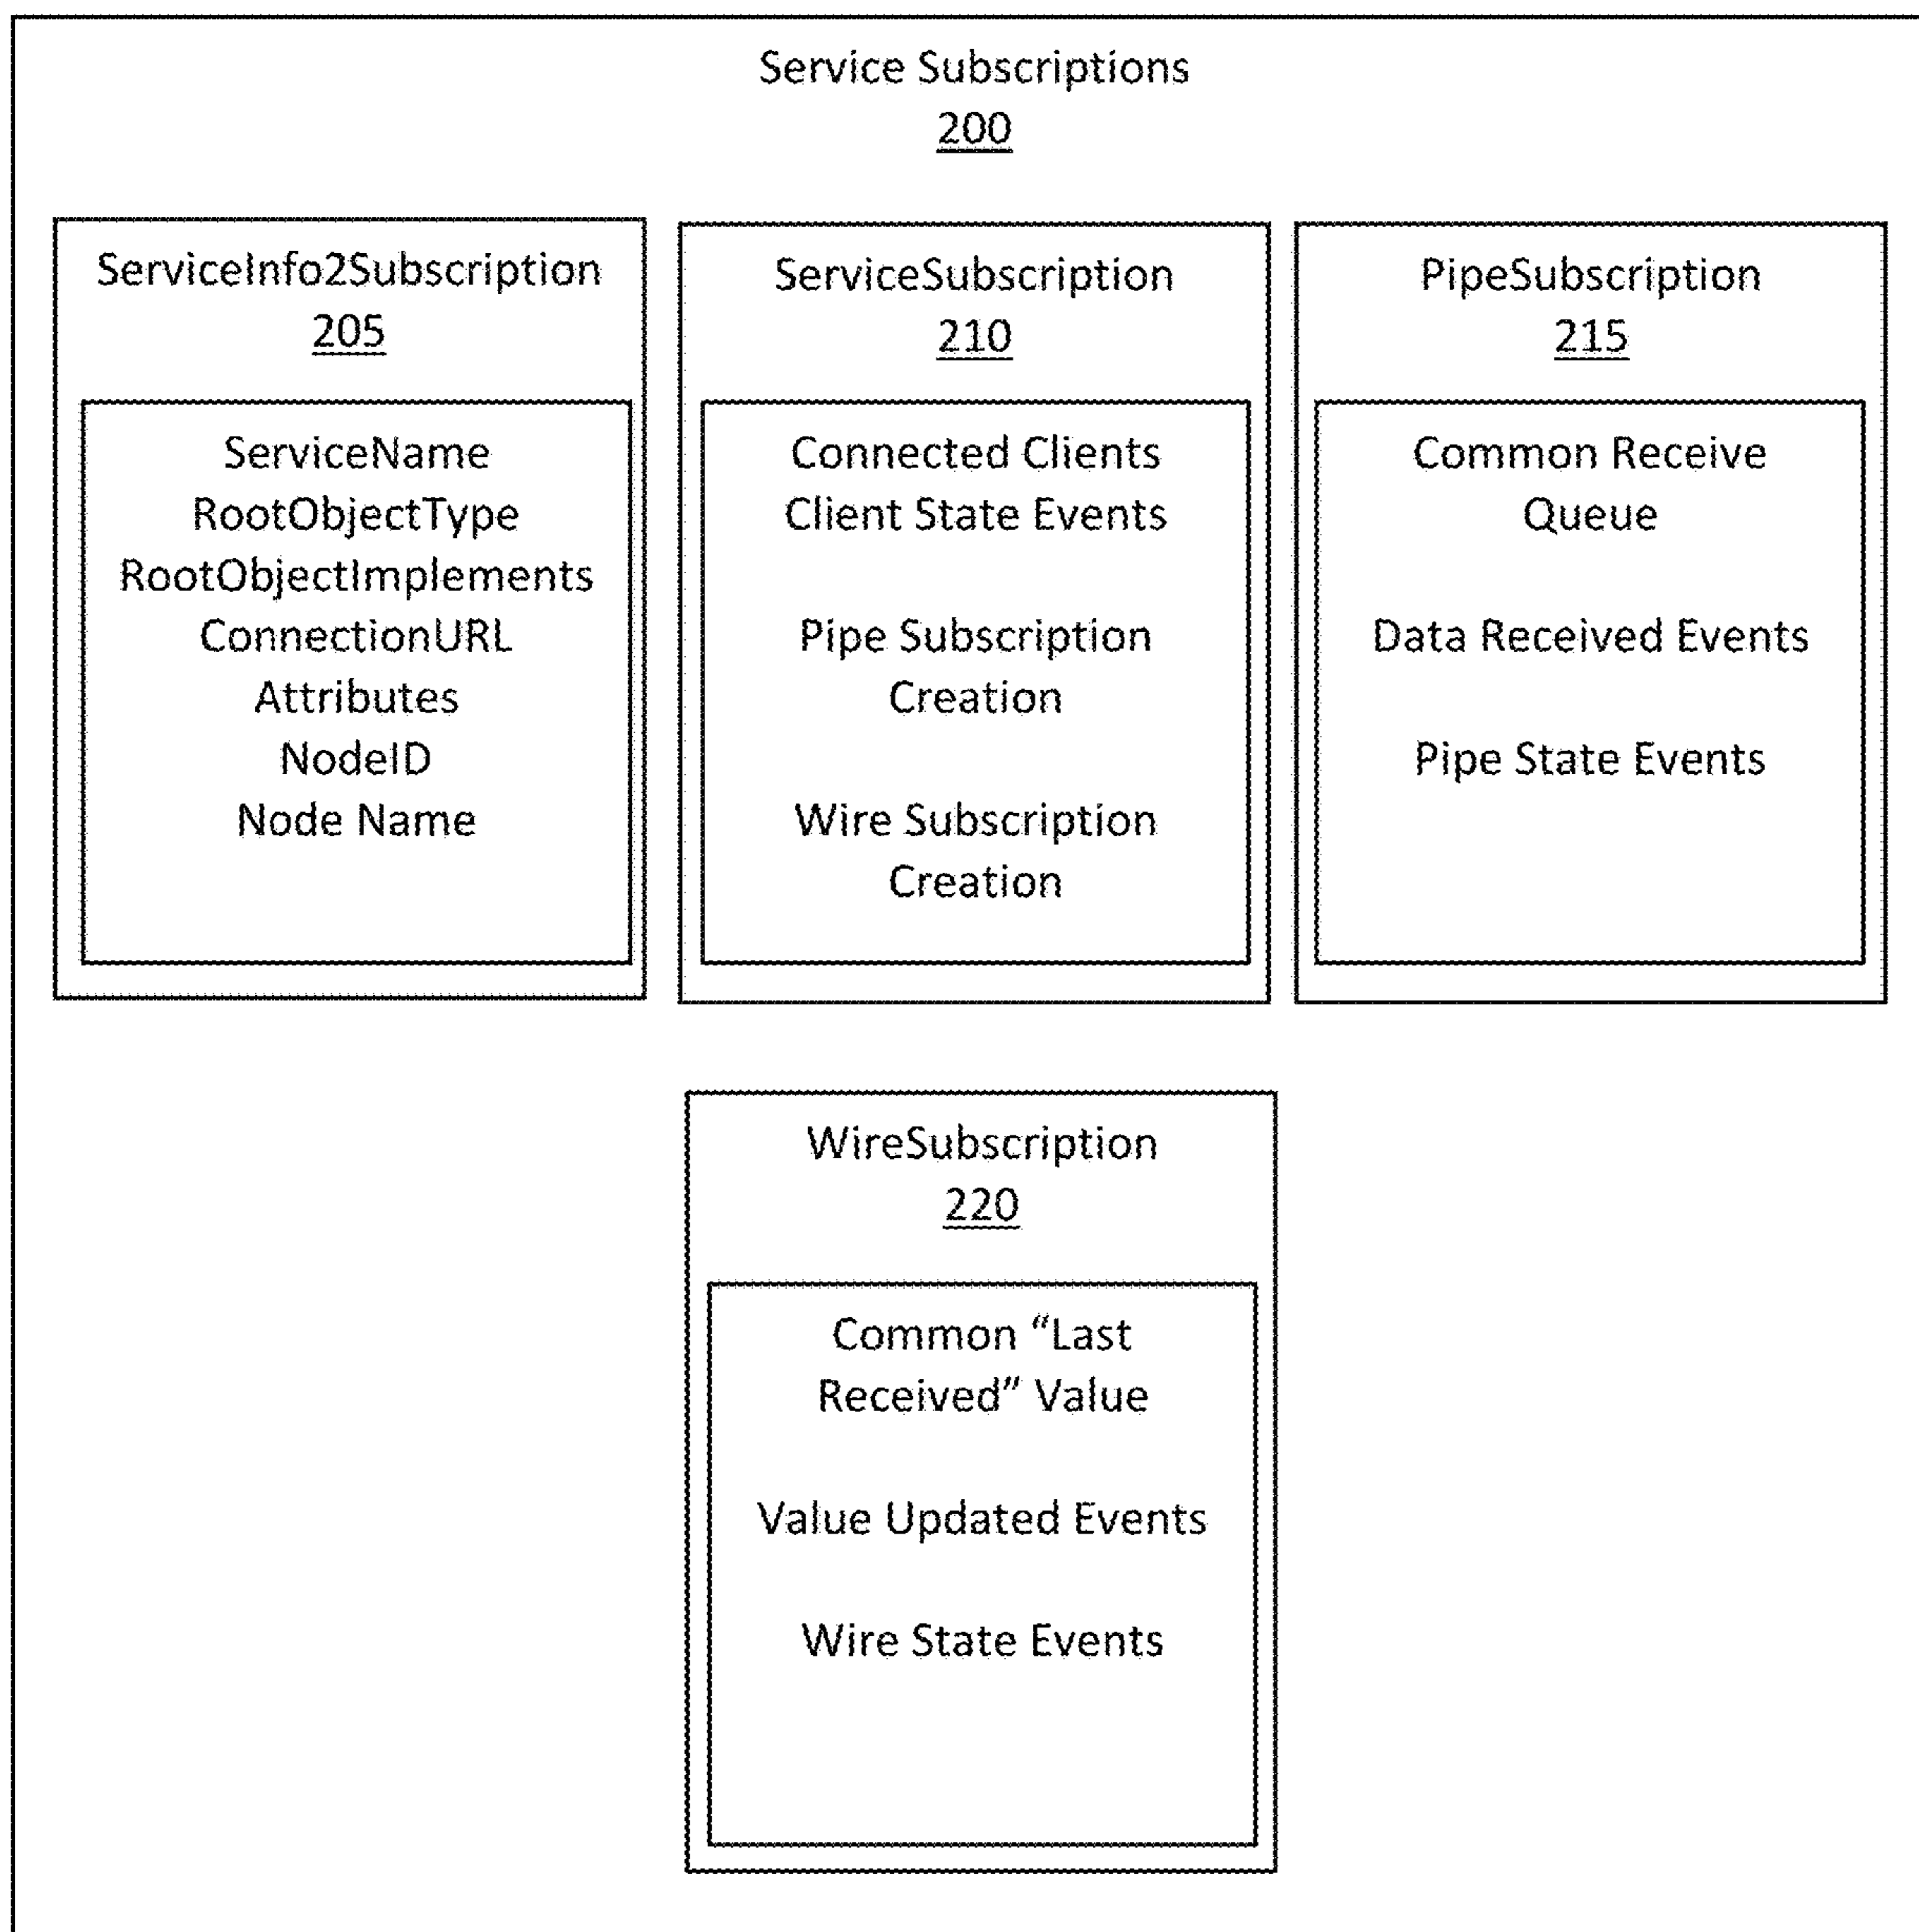 Service Subscriptions
200
ServiceInfo2Subscription
205
ServiceName
RootObjectType
RootObjectImplements
ConnectionURL
Attributes
NodeID
Node Name
ServiceSubscription
210
Connected Clients
Client State Events
Pipe Subscription
Creation
Wire Subscription
Creation
PipeSubscription
215
Common Receive
Queue
Data Received Events
Pipe State Events
WireSubscription
220
Common “Last
Received” Value
Value Updated Events
Wire State Events